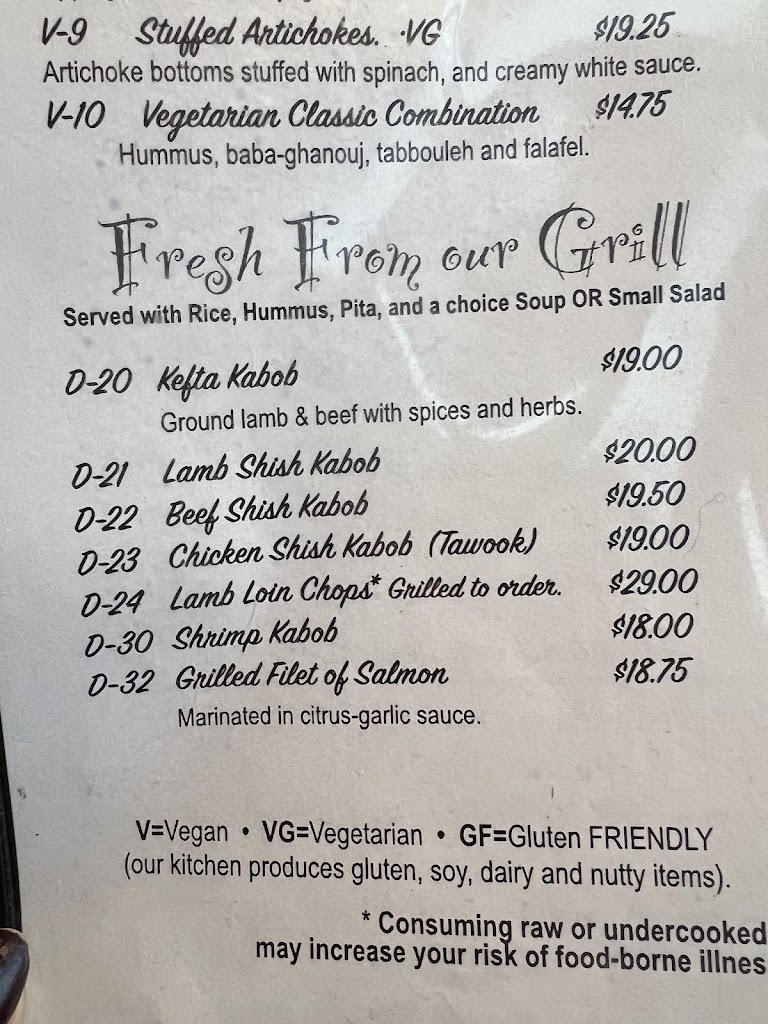 V-9 Stuffed Artichokes. ·VG $19.25
Artichoke bottoms stuffed with spinach, and creamy white sauce.
V-10 Vegetarian Classic Combination $14.75
Hummus, baba-ghanouj, tabbouleh and falafel.
Fresh From our Grill
Served with Rice, Hummus, Pita, and a choice Soup OR Small Salad
D-20 Kefta Kabob $19.00
Ground lamb & beef with spices and herbs.
D-21 Lamb Shish Kabob $20.00
D-22 Beef Shish Kabob $19.50
D-23 Chicken Shish Kabob (Tawook) $19.00
D-24 Lamb Loin Chops* Grilled to order. $29.00
D-30 Shrimp Kabob $18.00
D-32 Grilled Filet of Salmon $18.75
Marinated in citrus-garlic sauce.
V=Vegan • VG=Vegetarian • GF=Gluten FRIENDLY
(our kitchen produces gluten, soy, dairy and nutty items).
* Consuming raw or undercooked
may increase your risk of food-borne illnes